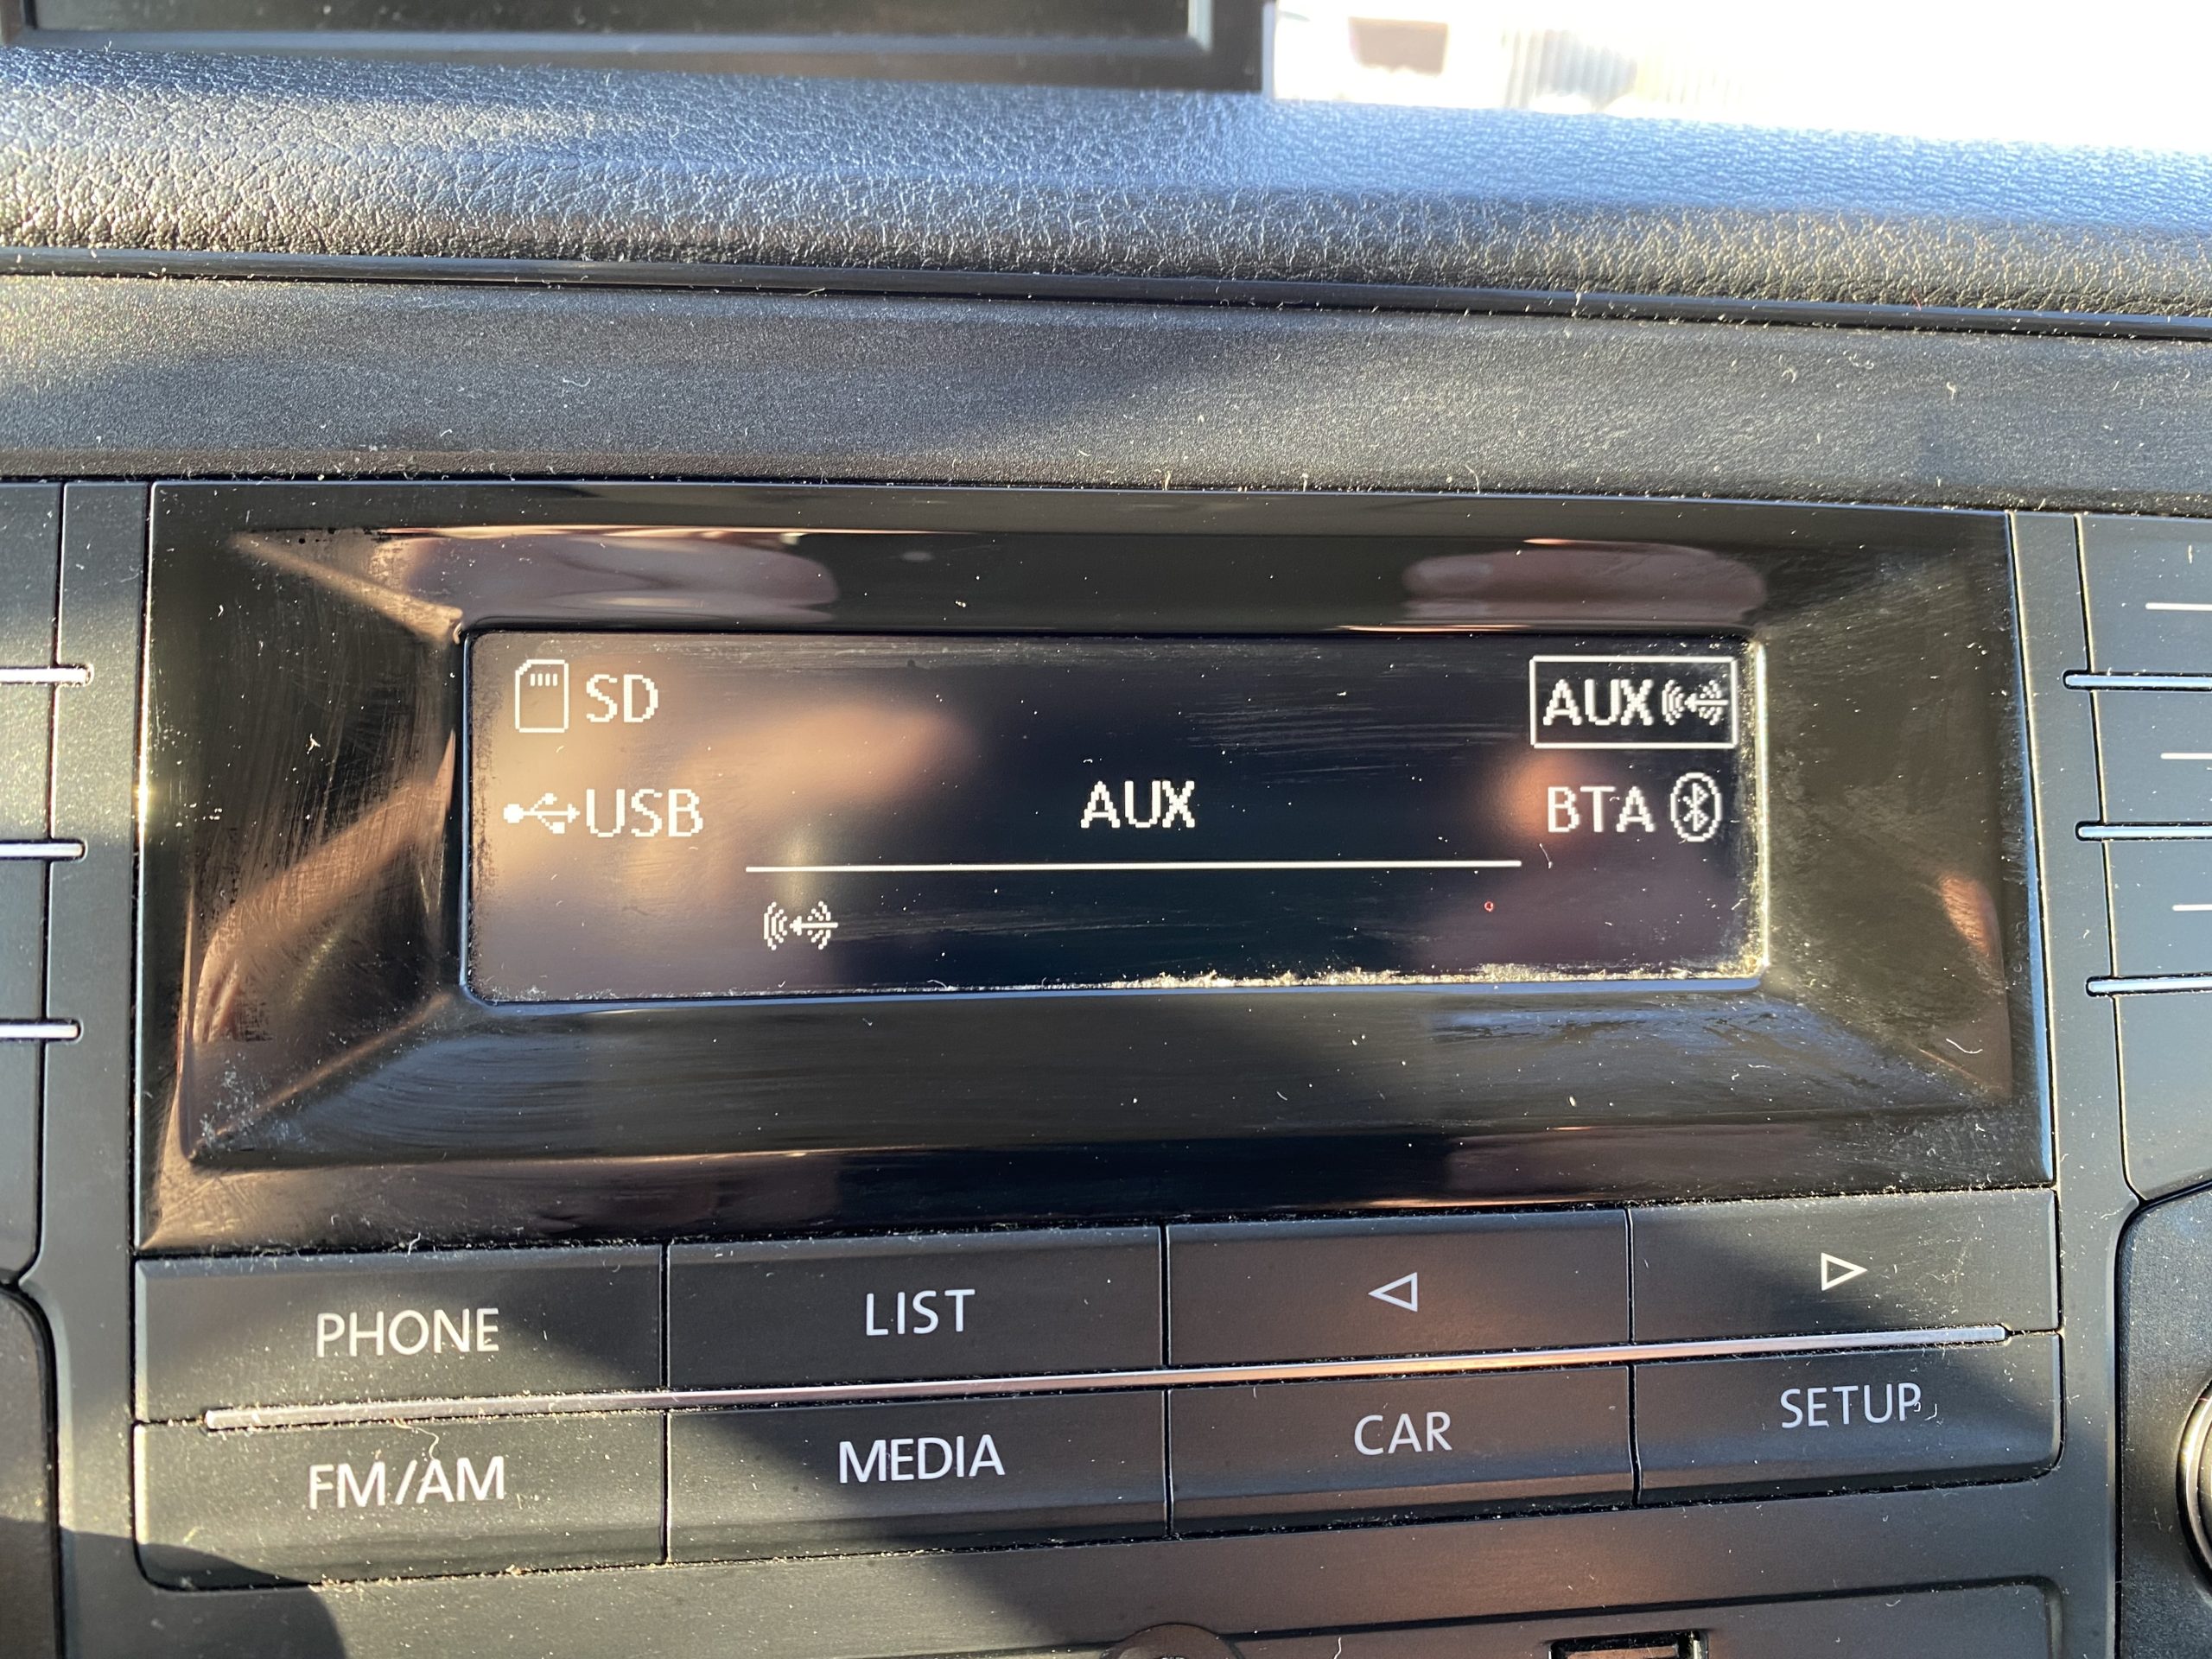 SD
AUX
USB
AUX
BTA
PHONE
LIST
FM/AM
MEDIA
CAR
SETUP